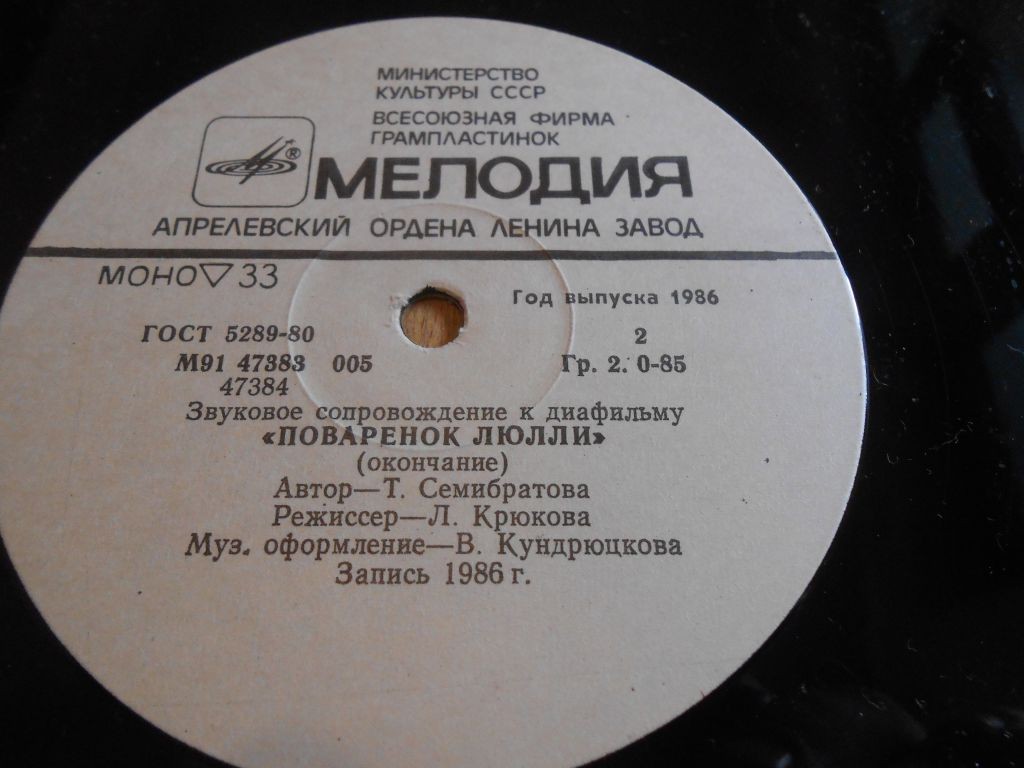 МИНИСТЕРСТВО
КУЛЬТУРЫ СССР
ВСЕСОЮЗНАЯ ФИРМА
ГРАМПЛАСТИНОК
® МЕЛОДИЯ
АПРЕЛЕВСКИЙ ОРДЕНА ЛЕНИНА ЗАВОД
МОНО ▽ 33
Год выпуска 1986
ГОСТ 5289-80 2
М91 47383 005 Гр. 2. 0-85
47384
Звуковое сопровождение к диафильму
«ПОВАРЕНОК ЛЮЛЛИ»
(окончание)
Автор—Т. Семибратова
Режиссер—Л. Крюкова
Муз. оформление—В. Кундрюцкова
Запись 1986 г.